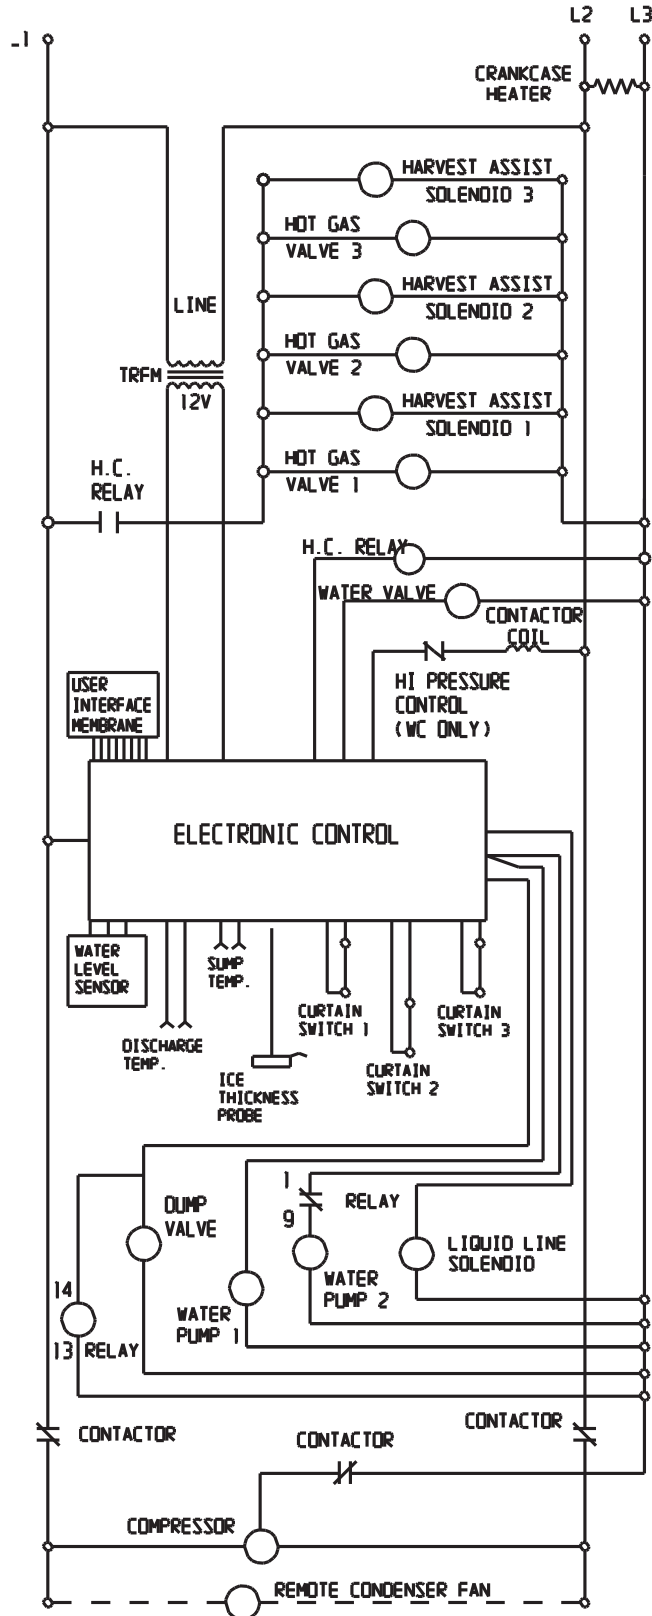 L2 L3
_1
CRANKCASE
HEATER
HARVEST ASSIST
SOLENOID 3
HOT GAS
VALVE 3
HARVEST ASSIST
SOLENOID 2
LINE
HOT GAS
VALVE 2
TRFM
12V
HARVEST ASSIST
SOLENOID 1
HOT GAS
VALVE 1
H.C.
RELAY
H.C. RELAY
WATER VALVE
CONTACTOR
COIL
HI PRESSURE
CONTROL
(WC ONLY)
USER
INTERFACE
MEMBRANE
ELECTRONIC CONTROL
WATER
LEVEL
SENSOR
SUMP
TEMP.
CURTAIN
SWITCH 1
CURTAIN
SWITCH 3
DISCHARGE
TEMP.
CURTAIN
SWITCH 2
ICE
THICKNESS
PROBE
1
RELAY
9
DUMP
VALVE
LIQUID LINE
SOLENOID
WATER
PUMP 2
14
WATER
PUMP 1
13 RELAY
CONTACTOR
CONTACTOR
CONTACTOR
COMPRESSOR
REMOTE CONDENSER FAN